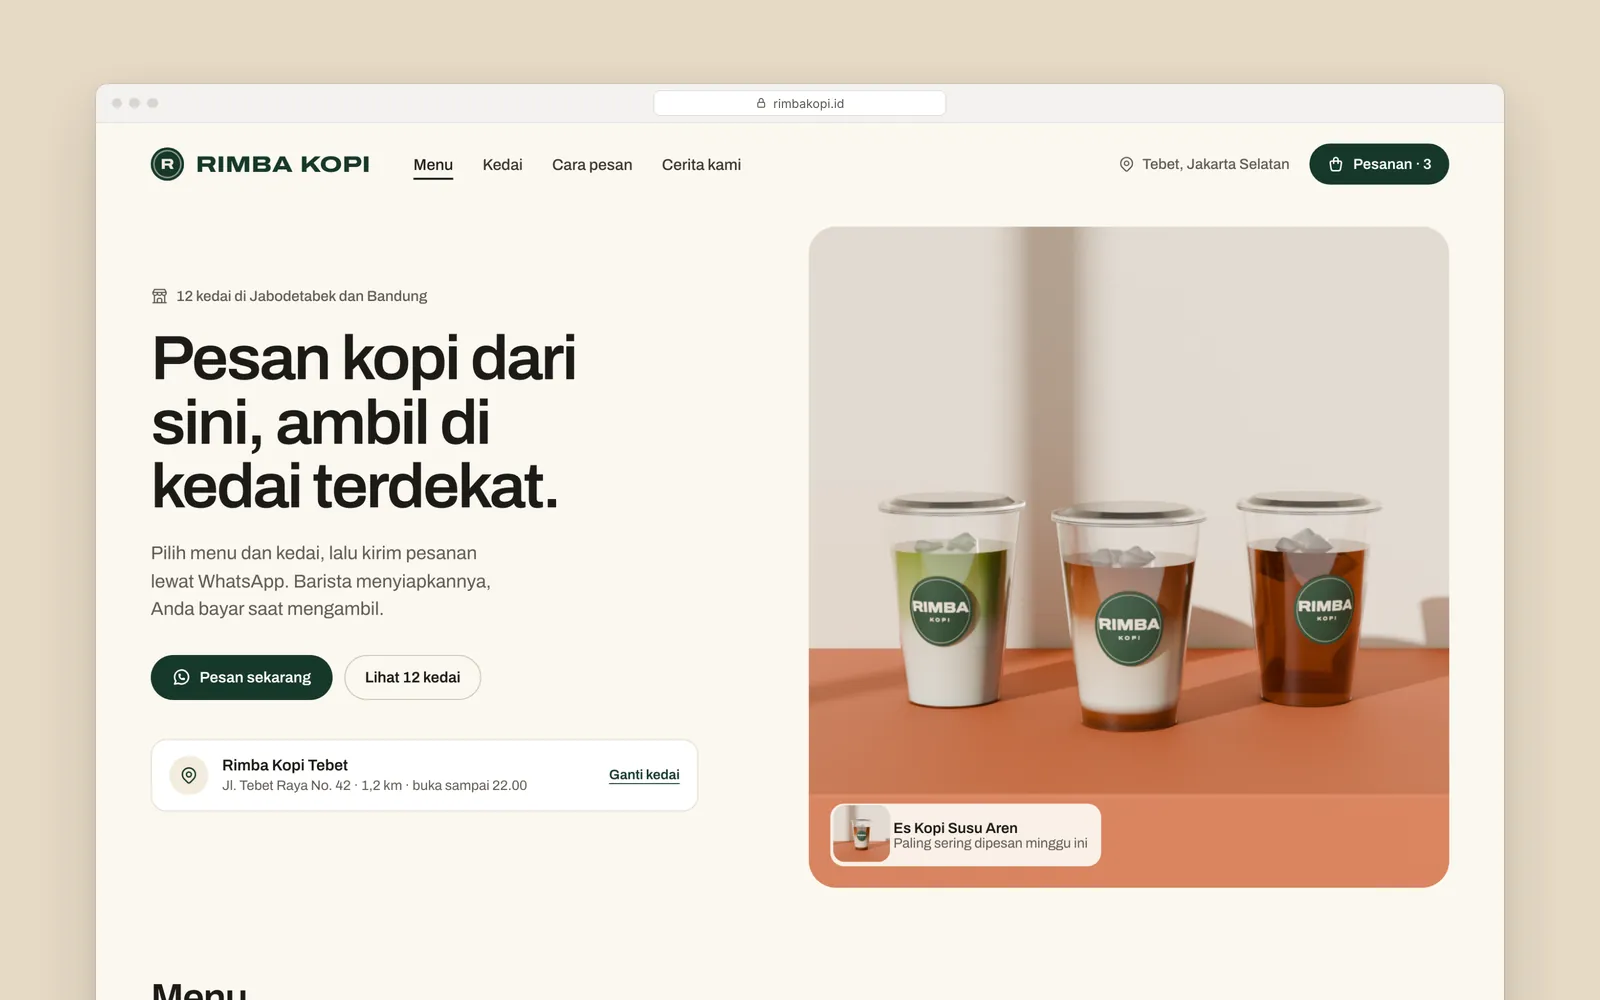 rimbakopi.id
R RIMBA KOPI
Menu
Kedai
Cara pesan
Cerita kami
Tebet, Jakarta Selatan
Pesanan · 3
12 kedai di Jabodetabek dan Bandung
Pesan kopi dari
sini, ambil di
kedai terdekat.
Pilih menu dan kedai, lalu kirim pesanan
lewat WhatsApp. Barista menyiapkannya,
Anda bayar saat mengambil.
Pesan sekarang
Lihat 12 kedai
Rimba Kopi Tebet
Jl. Tebet Raya No. 42 · 1,2 km · buka sampai 22.00
Ganti kedai
RIMBA
KOPI
RIMBA
KOPI
RIMBA
KOPI
Es Kopi Susu Aren
Paling sering dipesan minggu ini
Menu